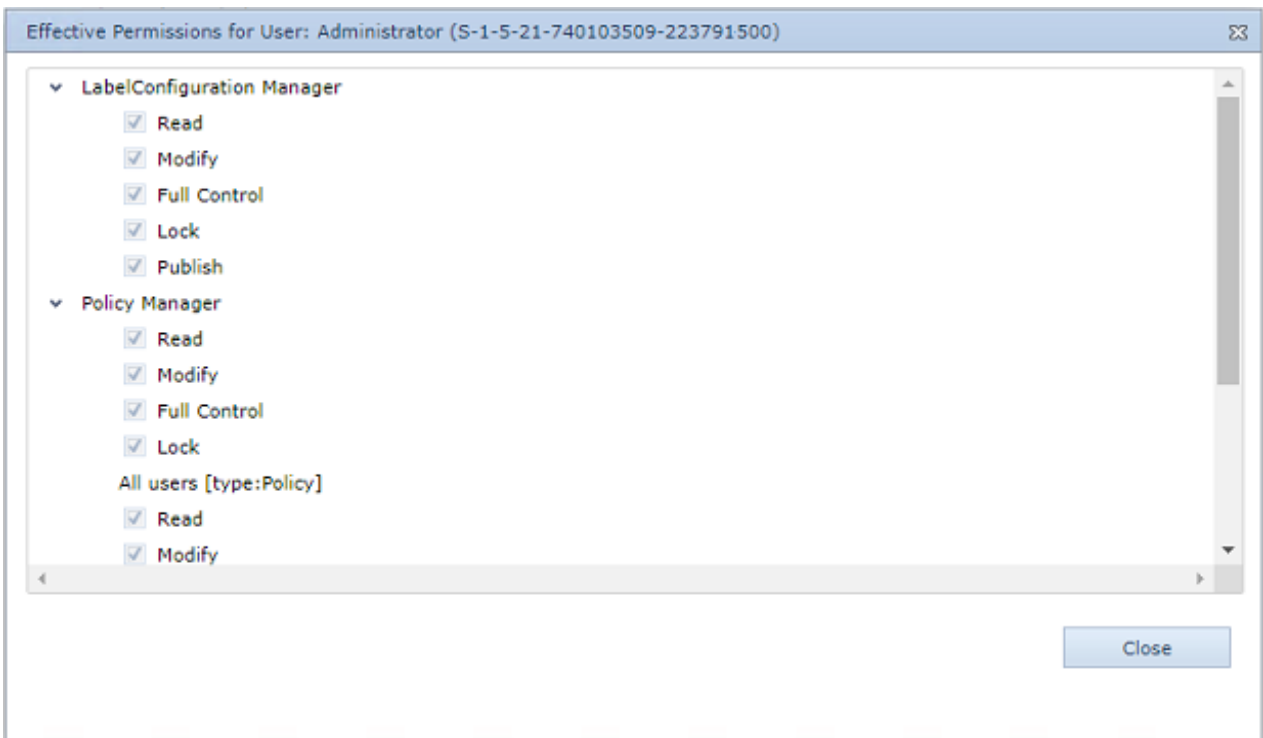 Effective Permissions for User: Administrator (S-1-5-21-740103509-223791500)
LabelConfiguration Manager
Read
Modify
Full Control
Lock
Publish
Policy Manager
Read
Modify
Full Control
Lock
All users [type:Policy]
Read
Modify
Close